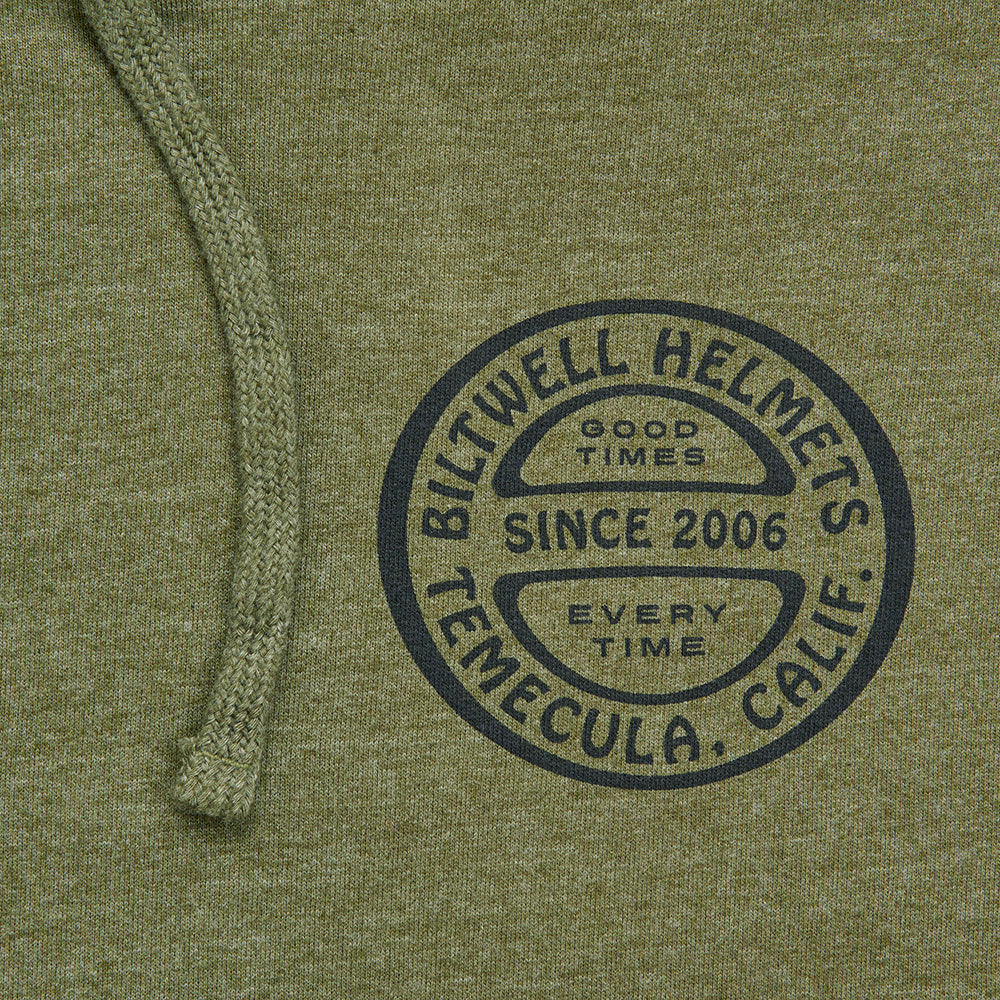 BILTWELL HELMETS
GOOD
TIMES
SINCE 2006
EVERY
TIME
TEMECULA, CALIF.